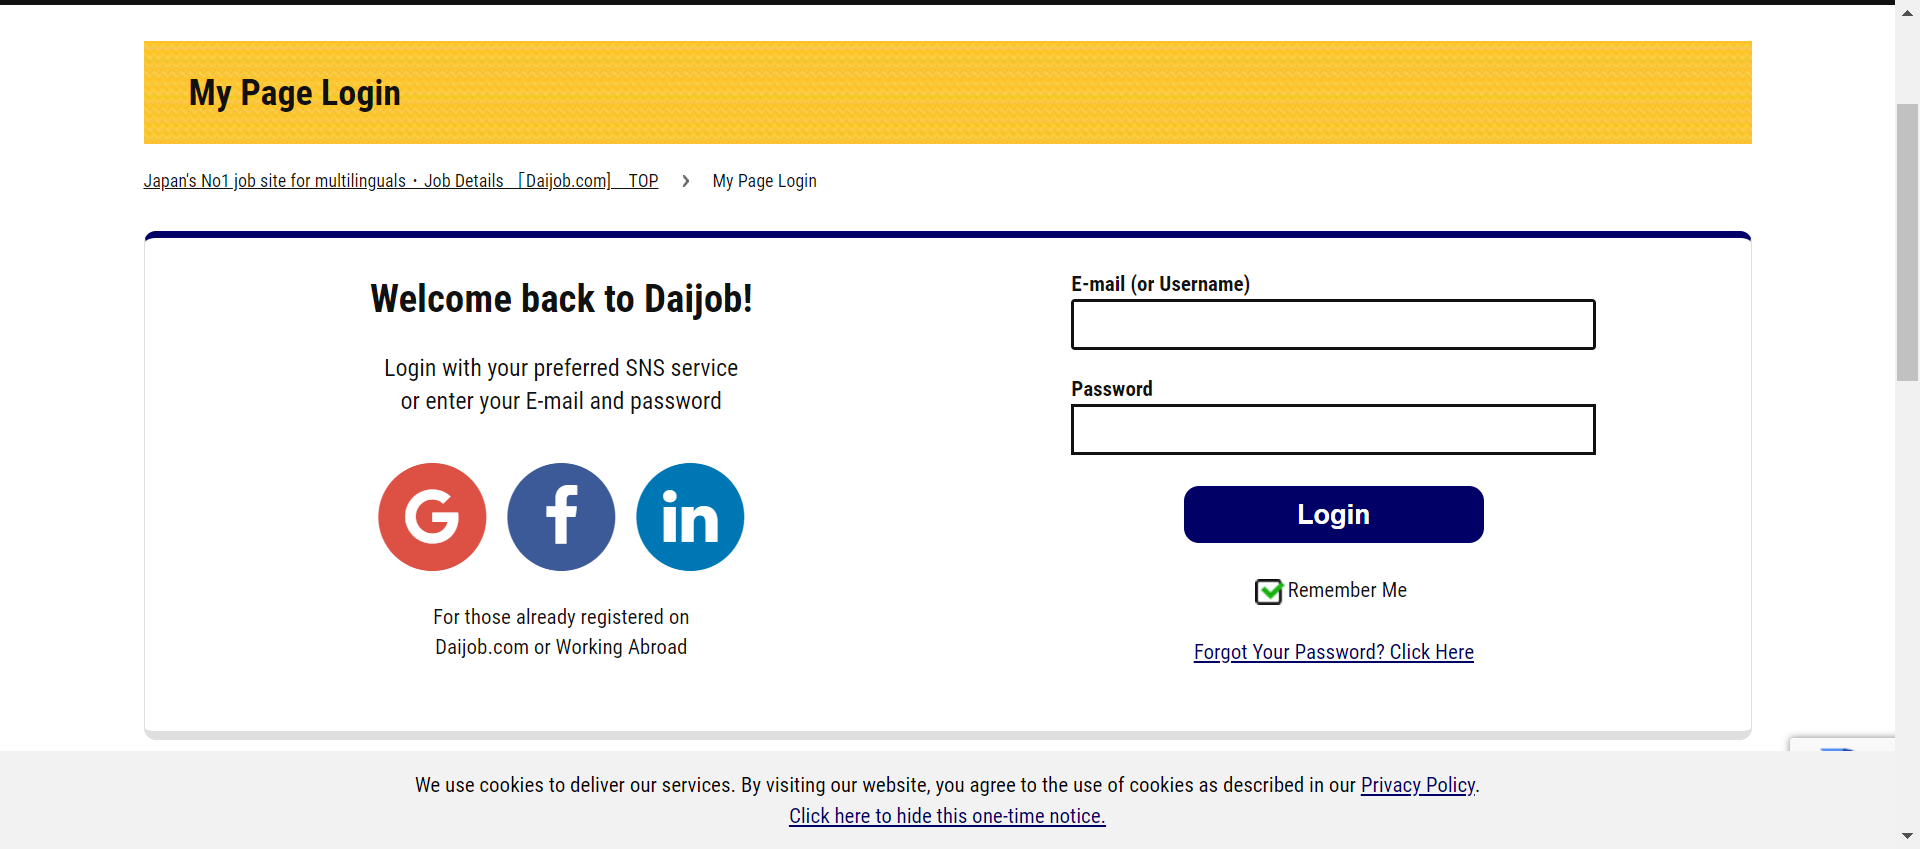 My Page Login
Japan's No1 job site for multilinguals・Job Details ［Daijob.com］ TOP › My Page Login
Welcome back to Daijob!
Login with your preferred SNS service
or enter your E-mail and password
G f in
For those already registered on
Daijob.com or Working Abroad
E-mail (or Username)
Password
Login
Remember Me
Forgot Your Password? Click Here
We use cookies to deliver our services. By visiting our website, you agree to the use of cookies as described in our Privacy Policy.
Click here to hide this one-time notice.